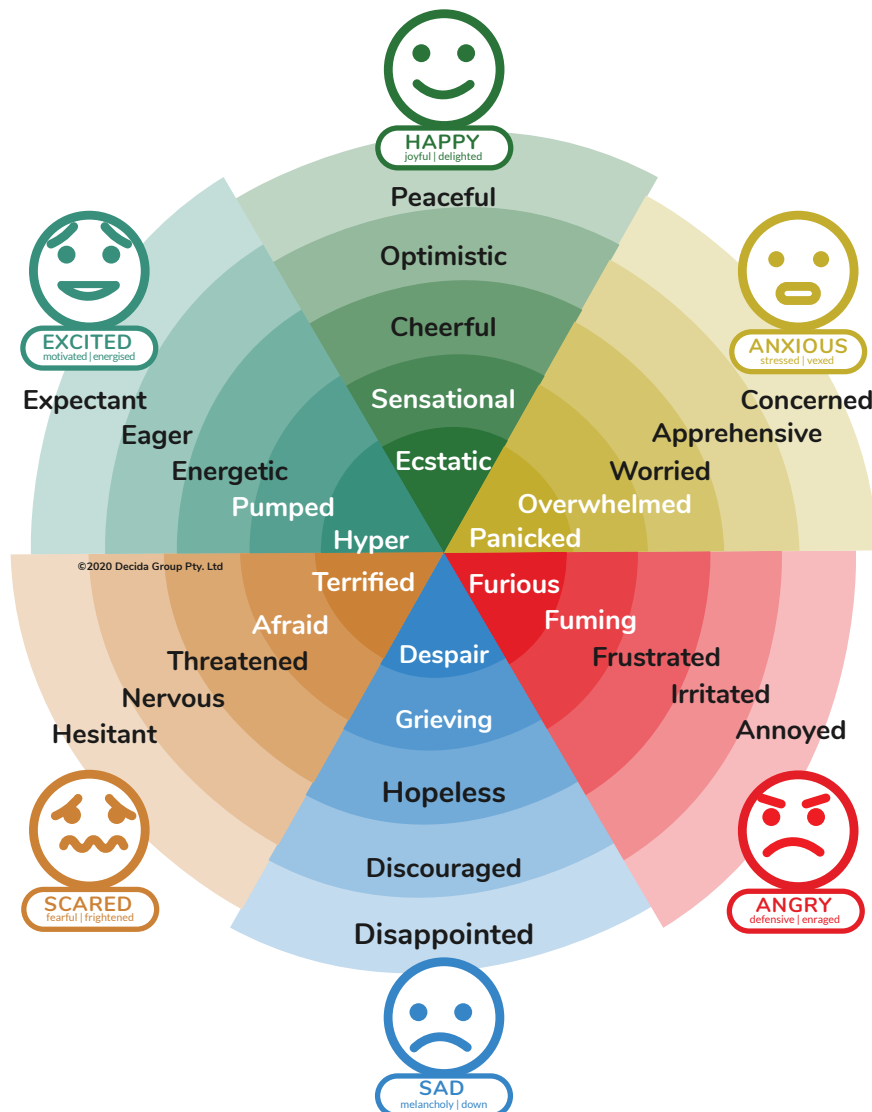 HAPPY
joyful | delighted
Peaceful
Optimistic
Cheerful
Sensational
Ecstatic
EXCITED
motivated | energised
Expectant
Eager
Energetic
Pumped
Hyper
ANXIOUS
stressed | vexed
Concerned
Apprehensive
Worried
Overwhelmed
Panicked
©2020 Decida Group Pty. Ltd
Terrified
Afraid
Threatened
Nervous
Hesitant
SCARED
fearful | frightened
Furious
Fuming
Frustrated
Irritated
Annoyed
ANGRY
defensive | enraged
Despair
Grieving
Hopeless
Discouraged
Disappointed
SAD
melancholy | down